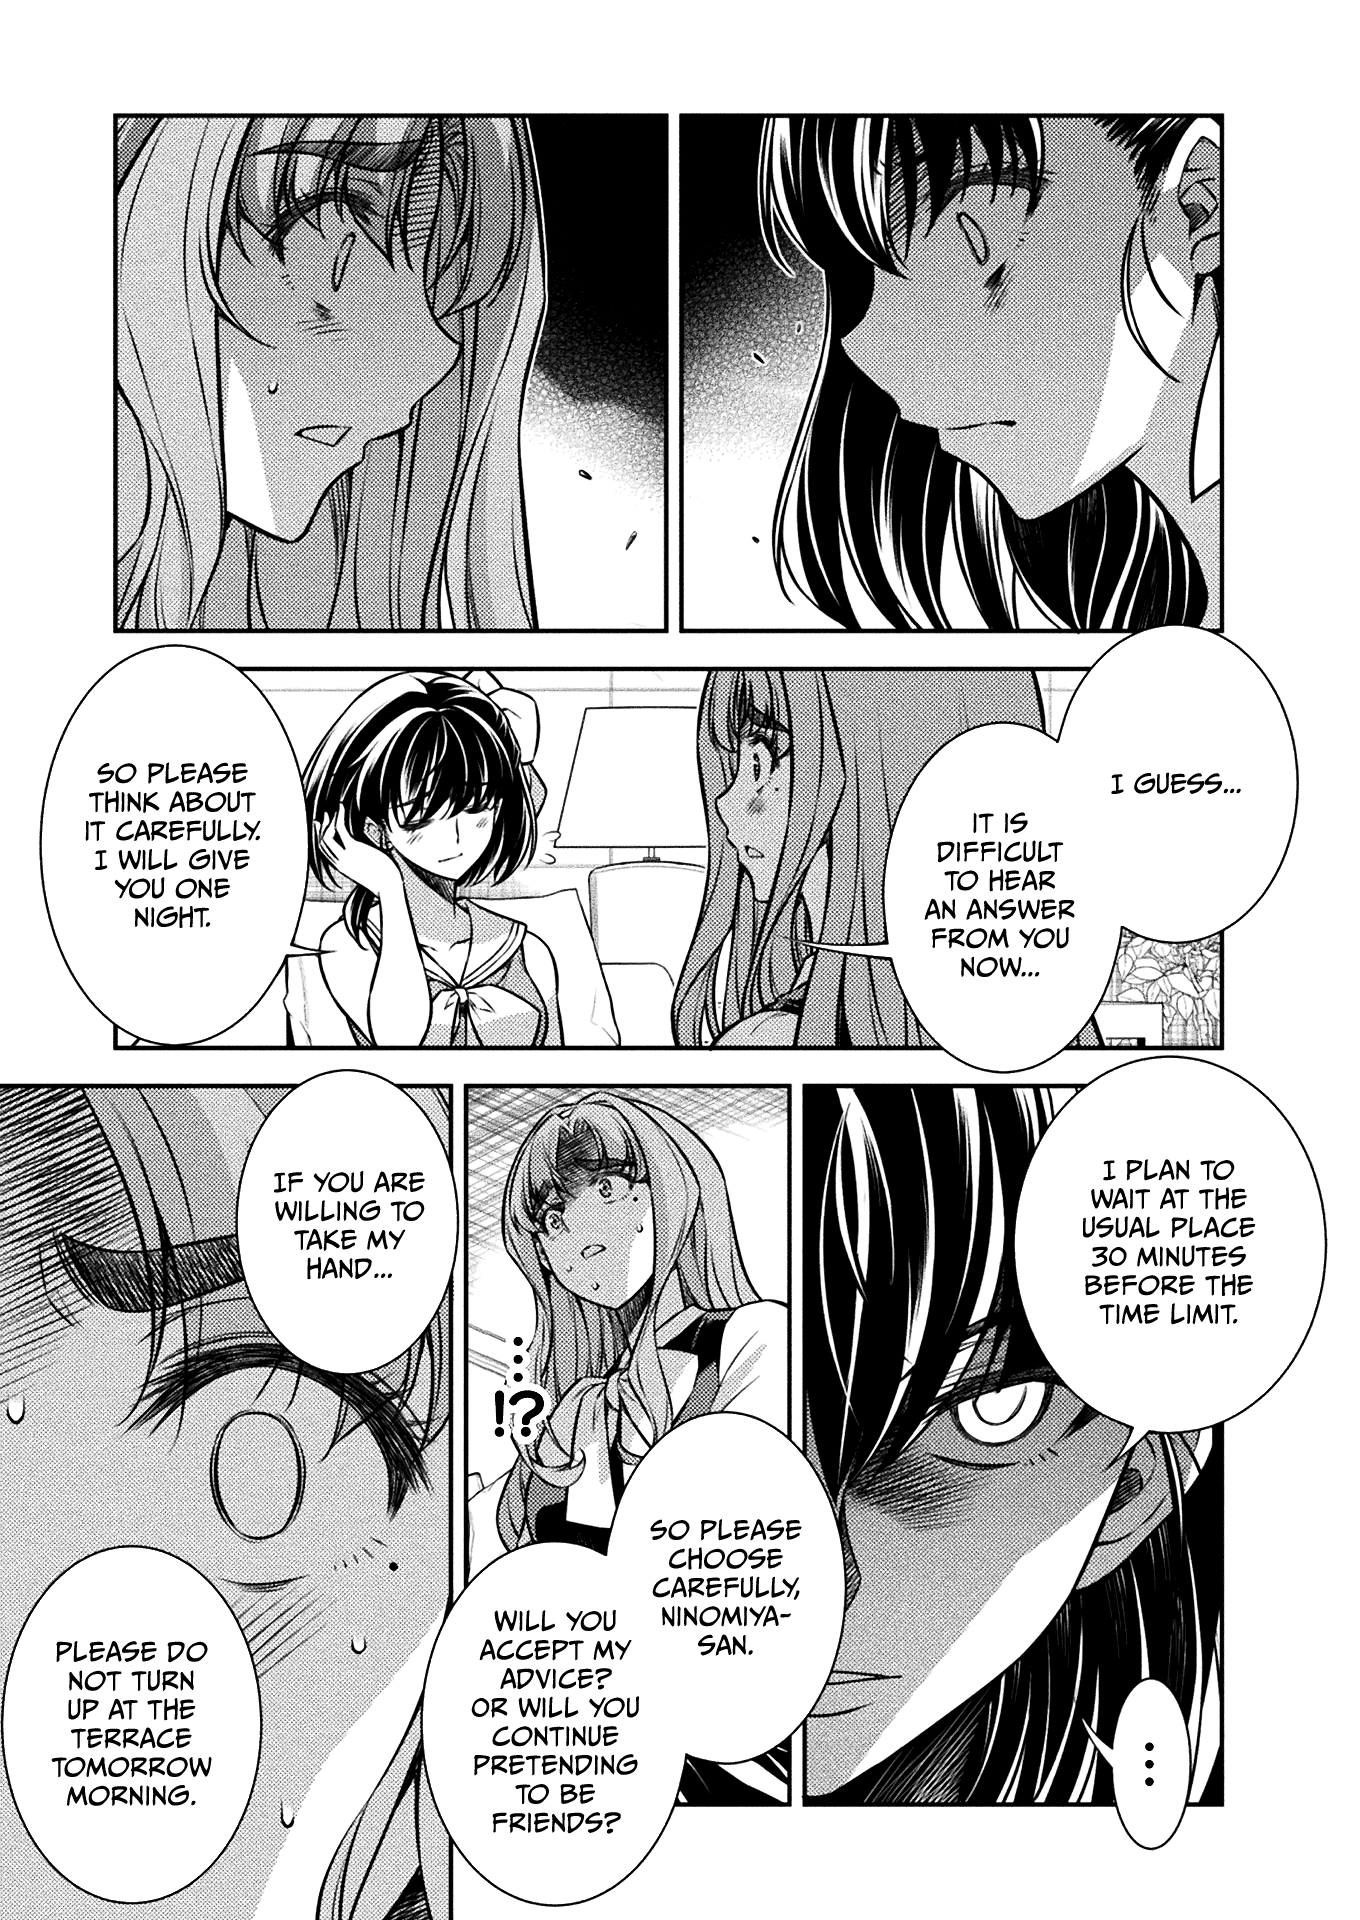 I GUESS...
IT IS
DIFFICULT
TO HEAR
AN ANSWER
FROM YOU
NOW...
SO PLEASE
THINK ABOUT
IT CAREFULLY.
I WILL GIVE
YOU ONE
NIGHT.
I PLAN TO
WAIT AT THE
USUAL PLACE
30 MINUTES
BEFORE THE
TIME LIMIT.
...
SO PLEASE
CHOOSE
CAREFULLY,
NINOMIYA-
SAN.
WILL YOU
ACCEPT MY
ADVICE?
OR WILL YOU
CONTINUE
PRETENDING
TO BE
FRIENDS?
...!?
IF YOU ARE
WILLING TO
TAKE MY
HAND...
PLEASE DO
NOT TURN
UP AT THE
TERRACE
TOMORROW
MORNING.